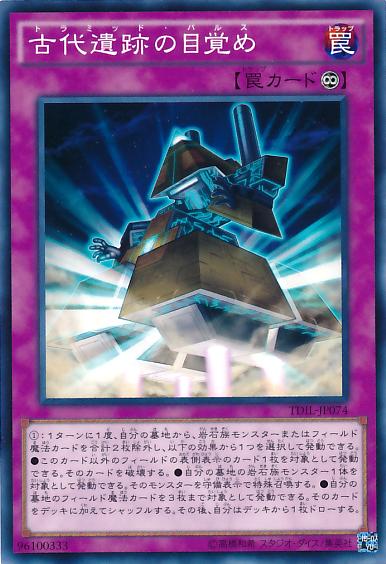 トラミッド・パルス
古代遺跡の目覚め
トラップ
罠
【罠カード】
TDIL-JP074
①:1ターンに1度、自分の墓地から、岩石族モンスターまたはフィールド
魔法カードを合計2枚除外し、以下の効果から1つを選択して発動できる。
●このカード以外のフィールドの表側表示のカード1枚を対象として発動
できる。そのカードを破壊する。●自分の墓地の岩石族モンスター1体を
対象として発動できる。そのモンスターを守備表示で特殊召喚する。●自分の
墓地のフィールド魔法カードを3枚まで対象として発動できる。そのカード
をデッキに加えてシャッフルする。その後、自分はデッキから1枚ドローする。
96100333
©高橋和希 スタジオ・ダイス/集英社